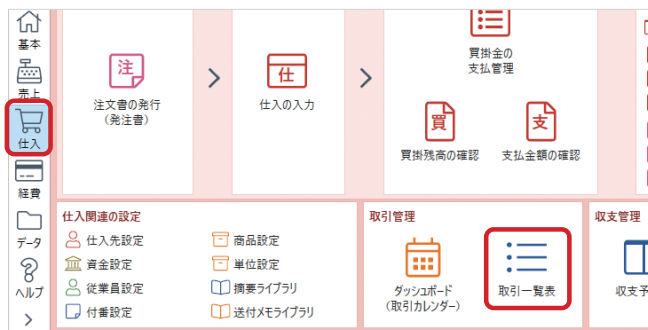 基本
売上
仕入
経費
データ
ヘルプ
注
注文書の発行
（発注書）
仕
仕入の入力
買掛金の
支払管理
買
買掛残高の確認
支
支払金額の確認
仕入関連の設定
仕入先設定
商品設定
資金設定
単位設定
従業員設定
摘要ライブラリ
付番設定
送付メモライブラリ
取引管理
ダッシュボード
（取引カレンダー）
取引一覧表
収支管理
収支予